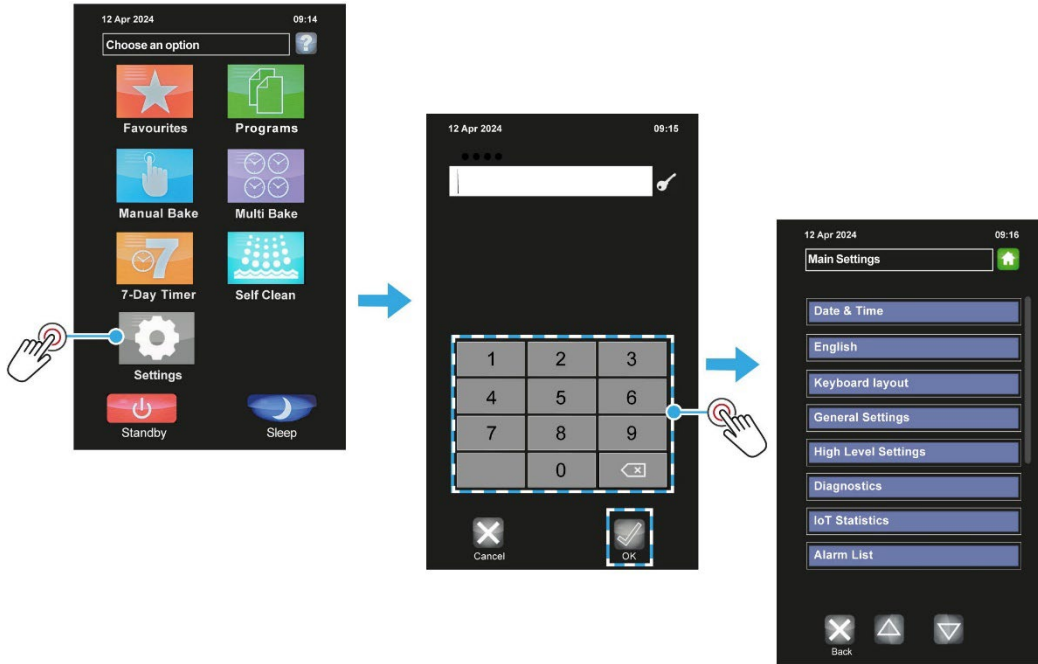 12 Apr 2024 09:14
Choose an option ?
Favourites Programs
Manual Bake Multi Bake
7
7-Day Timer Self Clean
Settings
Standby Sleep
12 Apr 2024 09:15
1 2 3
4 5 6
7 8 9
0
Cancel OK
12 Apr 2024 09:16
Main Settings
Date & Time
English
Keyboard layout
General Settings
High Level Settings
Diagnostics
IoT Statistics
Alarm List
Back